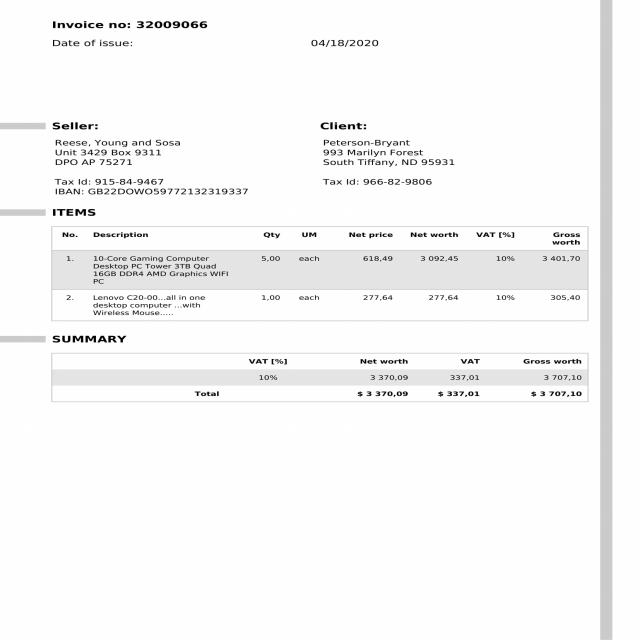 Invoice no: 32009066
Date of issue: 04/18/2020
Seller: Client:
Reese, Young and Sosa Peterson-Bryant
Unit 3429 Box 9311 993 Marilyn Forest
DPO AP 75271 South Tiffany, ND 95931
Tax Id: 915-84-9467 Tax Id: 966-82-9806
IBAN: GB22DOWO59772132319337
ITEMS
No. Description Qty UM Net price Net worth VAT [%] Gross
worth
1. 10-Core Gaming Computer 5,00 each 618,49 3 092,45 10% 3 401,70
Desktop PC Tower 3TB Quad
16GB DDR4 AMD Graphics WIFI
PC
2. Lenovo C20-00...all in one 1,00 each 277,64 277,64 10% 305,40
desktop computer ...with
Wireless Mouse.....
SUMMARY
VAT [%] Net worth VAT Gross worth
10% 3 370,09 337,01 3 707,10
Total $ 3 370,09 $ 337,01 $ 3 707,10